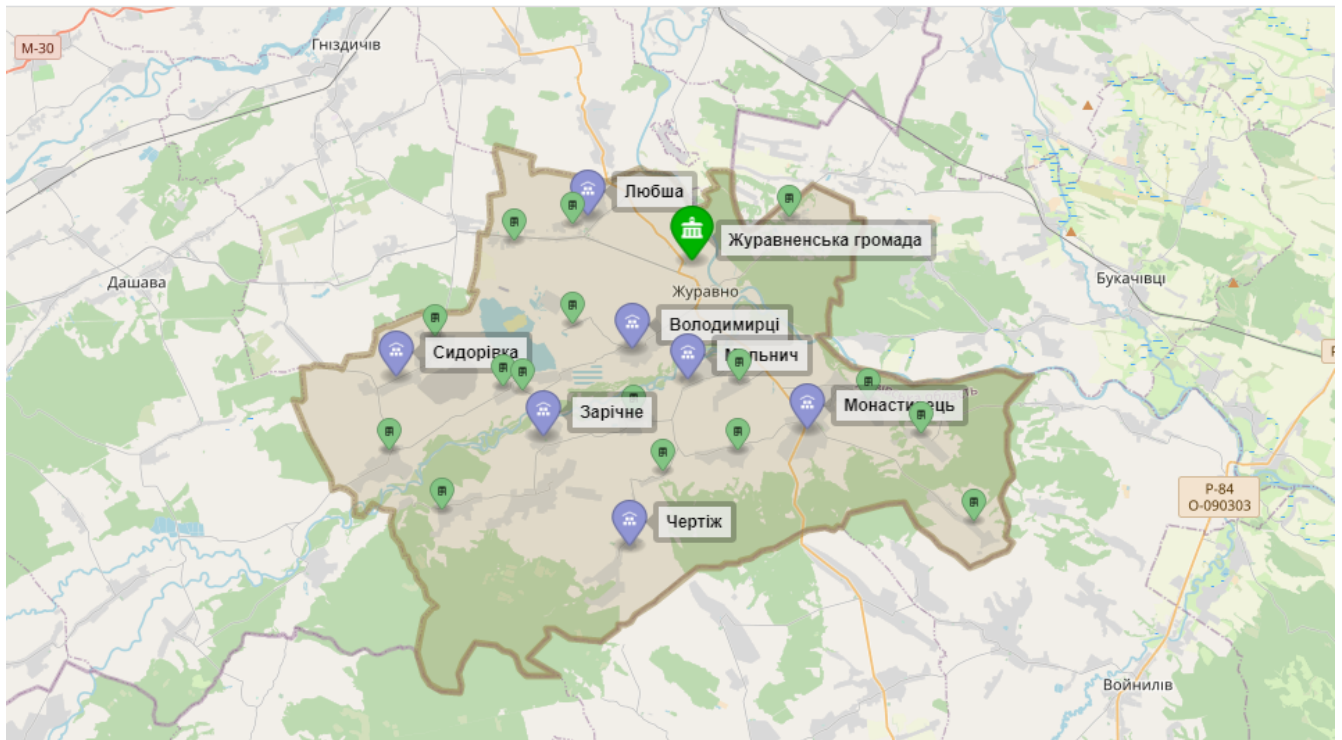 М-30
Гніздичів
Любша
Журавненська громада
Букачівці
Дашава
Журавно
Володимирці
Сидорівка
Зарічне
Монастирець
Р-84
О-090303
Чертіж
Войнилів